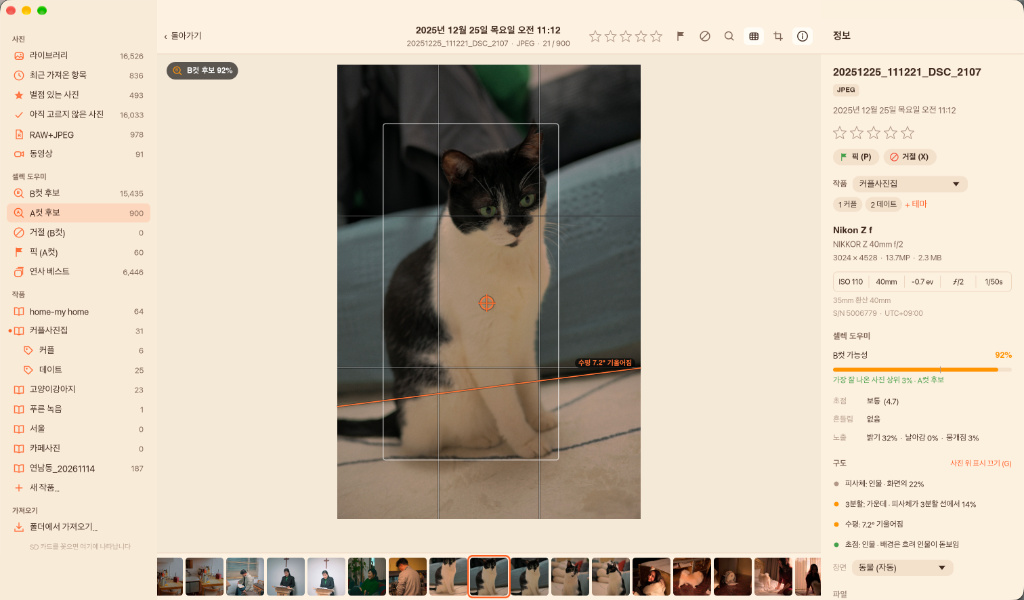 사진
라이브러리 16,526
최근 가져온 항목 836
별점 있는 사진 493
아직 고르지 않은 사진 16,033
RAW+JPEG 978
동영상 91
셀렉 도우미
B컷 후보 15,435
A컷 후보 900
거절 (B컷) 0
픽 (A컷) 60
연사 베스트 6,446
작품
home-my home 64
커플사진집 31
커플 6
데이트 25
고양이강아지 23
푸른 녹음 1
서울 0
카페사진 0
연남동_20261114 187
새 작품…
가져오기
폴더에서 가져오기…
SD 카드를 꽂으면 여기에 나타납니다
돌아가기
2025년 12월 25일 목요일 오전 11:12
20251225_111221_DSC_2107 · JPEG · 21 / 900
B컷 후보 92%
수평 7.2° 기울어짐
정보
20251225_111221_DSC_2107
JPEG
2025년 12월 25일 목요일 오전 11:12
픽 (P) 거절 (X)
작품 커플사진집
1 커플 2 데이트 + 테마
Nikon Z f
NIKKOR Z 40mm f/2
3024 × 4528 · 13.7MP · 2.3 MB
ISO 110 40mm -0.7 ev f/2 1/50s
35mm 환산 40mm
S/N 5006779 · UTC+09:00
셀렉 도우미
B컷 가능성 92%
가장 잘 나온 사진 상위 3% · A컷 후보
초점 보통 (4.7)
흔들림 없음
노출 밝기 32% · 날아감 0% · 뭉개짐 3%
구도 사진 위 표시 끄기 (G)
피사체: 인물 · 화면의 22%
3분할: 가운데 · 피사체가 3분할 선에서 14%
수평: 7.2° 기울어짐
초점: 인물 · 배경은 흐려 인물이 돋보임
장면 동물 (자동)
파일